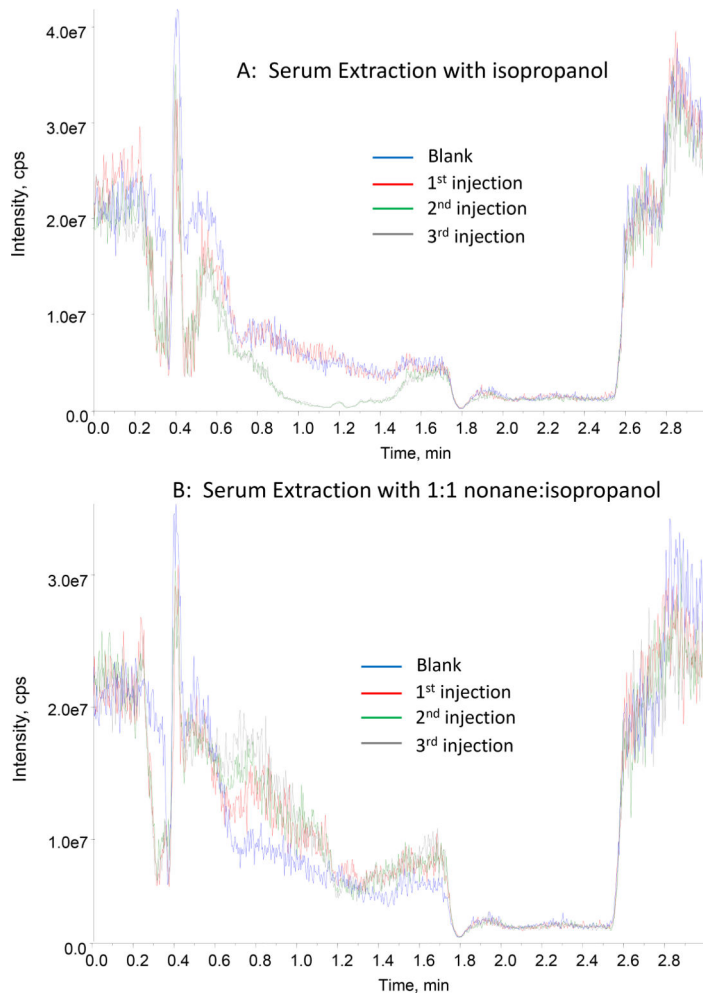 A: Serum Extraction with isopropanol
4.0e7
3.0e7
2.0e7
1.0e7
0.0
Intensity, cps
Blank
1st injection
2nd injection
3rd injection
0.0 0.2 0.4 0.6 0.8 1.0 1.2 1.4 1.6 1.8 2.0 2.2 2.4 2.6 2.8
Time, min
B: Serum Extraction with 1:1 nonane:isopropanol
3.0e7
2.0e7
1.0e7
0.0
Intensity, cps
Blank
1st injection
2nd injection
3rd injection
0.0 0.2 0.4 0.6 0.8 1.0 1.2 1.4 1.6 1.8 2.0 2.2 2.4 2.6 2.8
Time, min